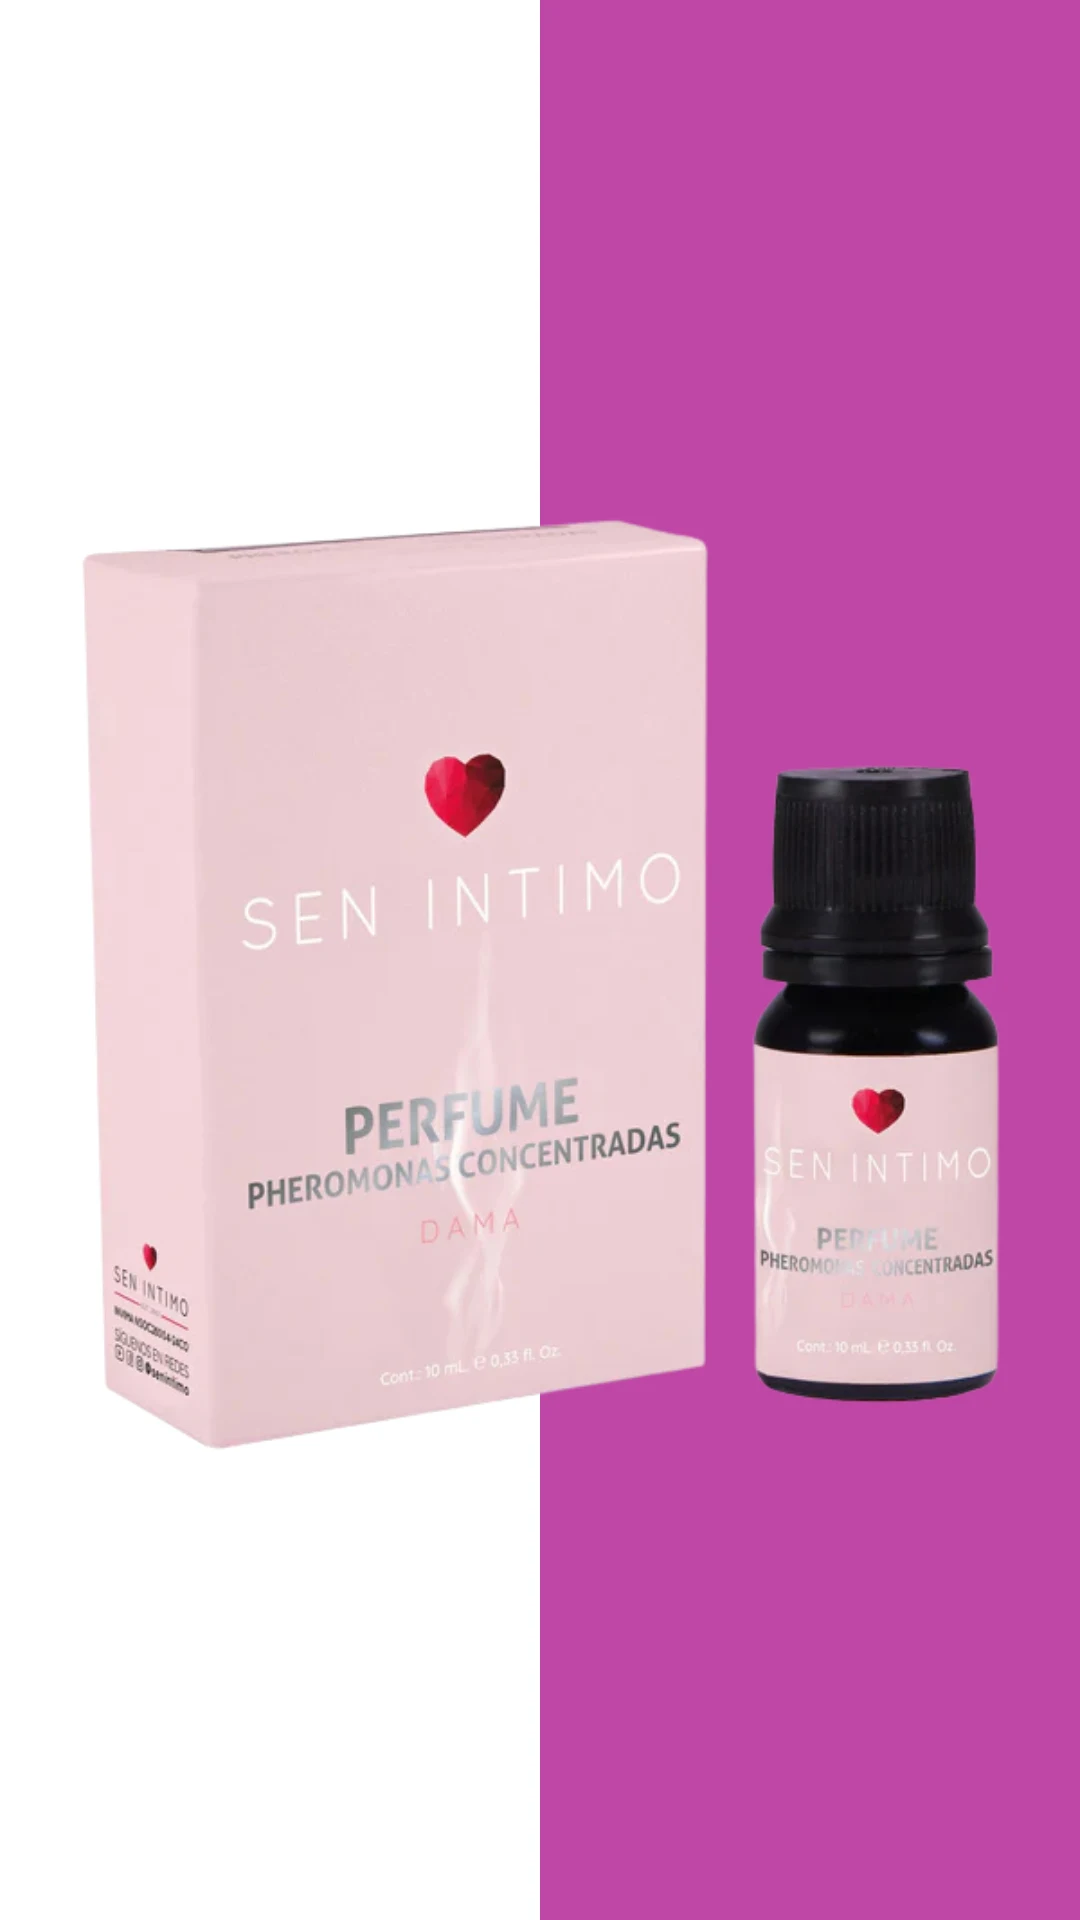 SEN INTIMO
PERFUME
PHEROMONAS CONCENTRADAS
DAMA
Cont.: 10 mL. ℮ 0,33 fl. Oz.
SEN INTIMO
SÍGUENOS EN REDES
@senintimo
SEN INTIMO
PERFUME
PHEROMONAS CONCENTRADAS
DAMA
Cont.: 10 mL. ℮ 0,33 fl. Oz.